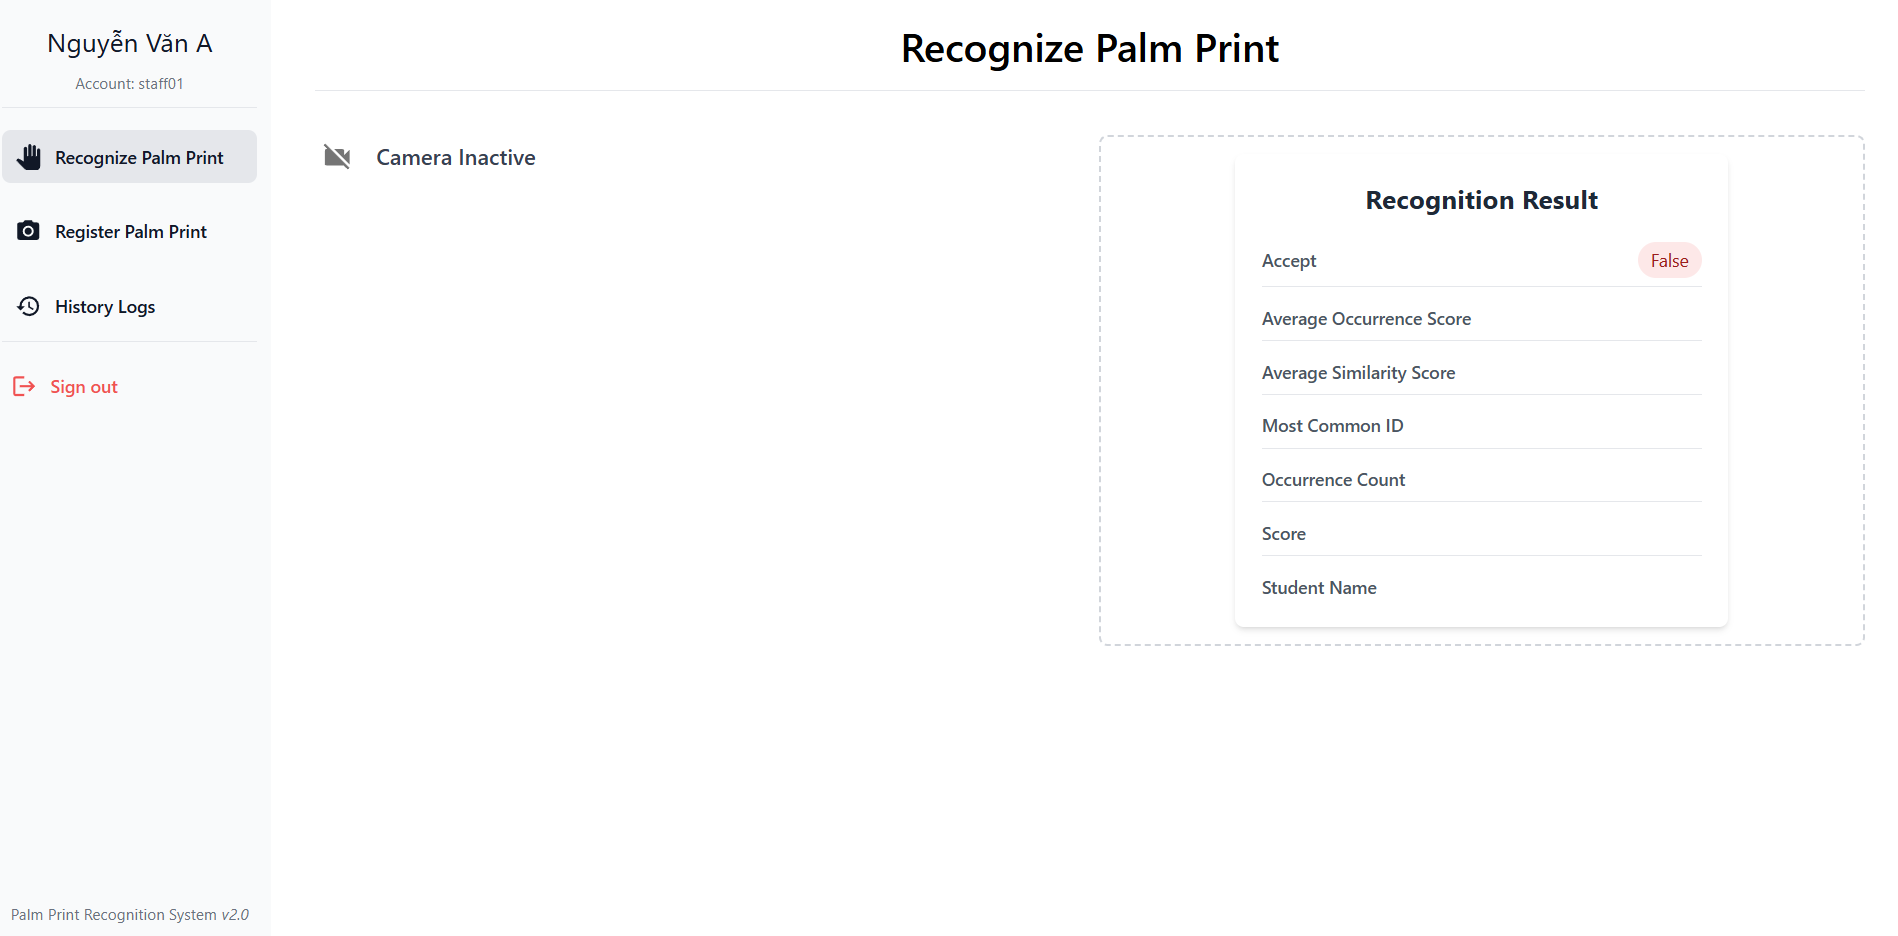 Nguyễn Văn A
Account: staff01
Recognize Palm Print
Register Palm Print
History Logs
Sign out
Palm Print Recognition System v2.0
Recognize Palm Print
Camera Inactive
Recognition Result
Accept False
Average Occurrence Score
Average Similarity Score
Most Common ID
Occurrence Count
Score
Student Name